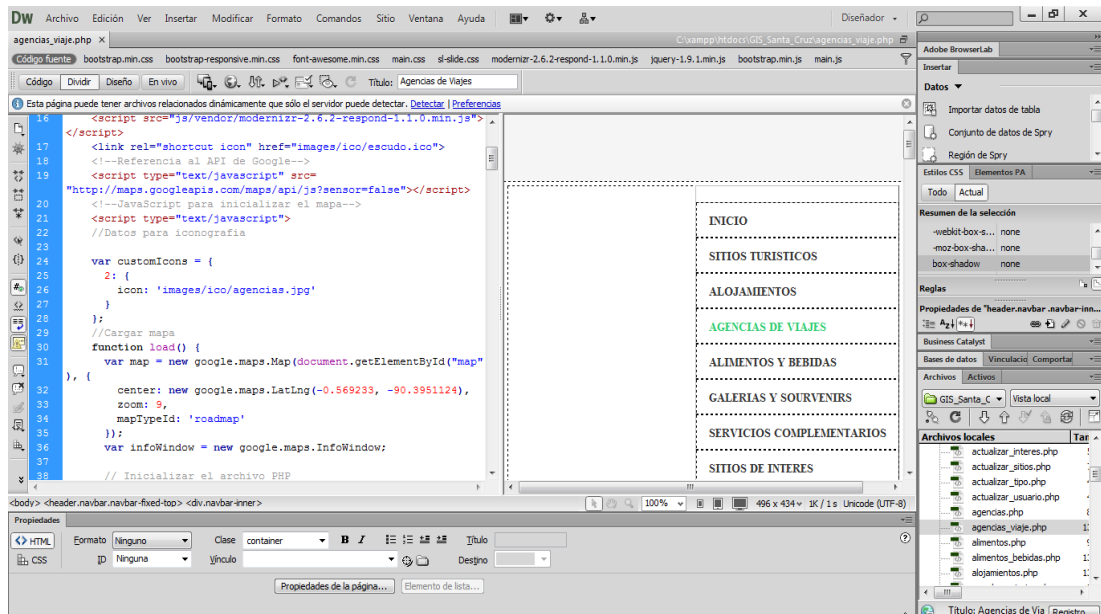 DW Archivo Edición Ver Insertar Modificar Formato Comandos Sitio Ventana Ayuda Diseñador
agencias_viaje.php × C:\xampp\htdocs\GIS_Santa_Cruz\agencias_viaje.php
Código fuente bootstrap.min.css bootstrap-responsive.min.css font-awesome.min.css main.css sl-slide.css modernizr-2.6.2-respond-1.1.0.min.js jquery-1.9.1.min.js bootstrap.min.js main.js
Código Dividir Diseño En vivo Título: Agencias de Viajes
Esta página puede tener archivos relacionados dinámicamente que sólo el servidor puede detectar. Detectar | Preferencias
16 <script src="js/vendor/modernizr-2.6.2-respond-1.1.0.min.js">
</script>
17 <link rel="shortcut icon" href="images/ico/escudo.ico">
18 <!--Referencia al API de Google-->
19 <script type="text/javascript" src=
"http://maps.googleapis.com/maps/api/js?sensor=false"></script>
20 <!--JavaScript para inicializar el mapa-->
21 <script type="text/javascript">
22 //Datos para iconografia
23
24 var customIcons = {
25 2: {
26 icon: 'images/ico/agencias.jpg'
27 }
28 };
29 //Cargar mapa
30 function load() {
31 var map = new google.maps.Map(document.getElementById("map"
), {
32 center: new google.maps.LatLng(-0.569233, -90.3951124),
33 zoom: 9,
34 mapTypeId: 'roadmap'
35 });
36 var infoWindow = new google.maps.InfoWindow;
37
38 // Inicializar el archivo PHP
INICIO
SITIOS TURISTICOS
ALOJAMIENTOS
AGENCIAS DE VIAJES
ALIMENTOS Y BEBIDAS
GALERIAS Y SOURVENIRS
SERVICIOS COMPLEMENTARIOS
SITIOS DE INTERES
<body> <header.navbar.navbar-fixed-top> <div.navbar-inner> 100% 496 x 434 1K / 1 s Unicode (UTF-8)
Propiedades
<> HTML Formato Ninguno Clase container B I Título
CSS ID Ninguna Vínculo Destino
Propiedades de la página... Elemento de lista...
Adobe BrowserLab
Insertar
Datos
Importar datos de tabla
Conjunto de datos de Spry
Región de Spry
Estilos CSS Elementos PA
Todo Actual
Resumen de la selección
-webkit-box-s... none
-moz-box-sha... none
box-shadow none
Reglas
Propiedades de "header.navbar .navbar-inn...
Business Catalyst
Bases de datos Vinculacio Comportar
Archivos Activos
GIS_Santa_C Vista local
Archivos locales Tar
actualizar_interes.php
actualizar_sitios.php
actualizar_tipo.php
actualizar_usuario.php
agencias.php
agencias_viaje.php
alimentos.php
alimentos_bebidas.php
alojamientos.php
Título: Agencias de Via Registro